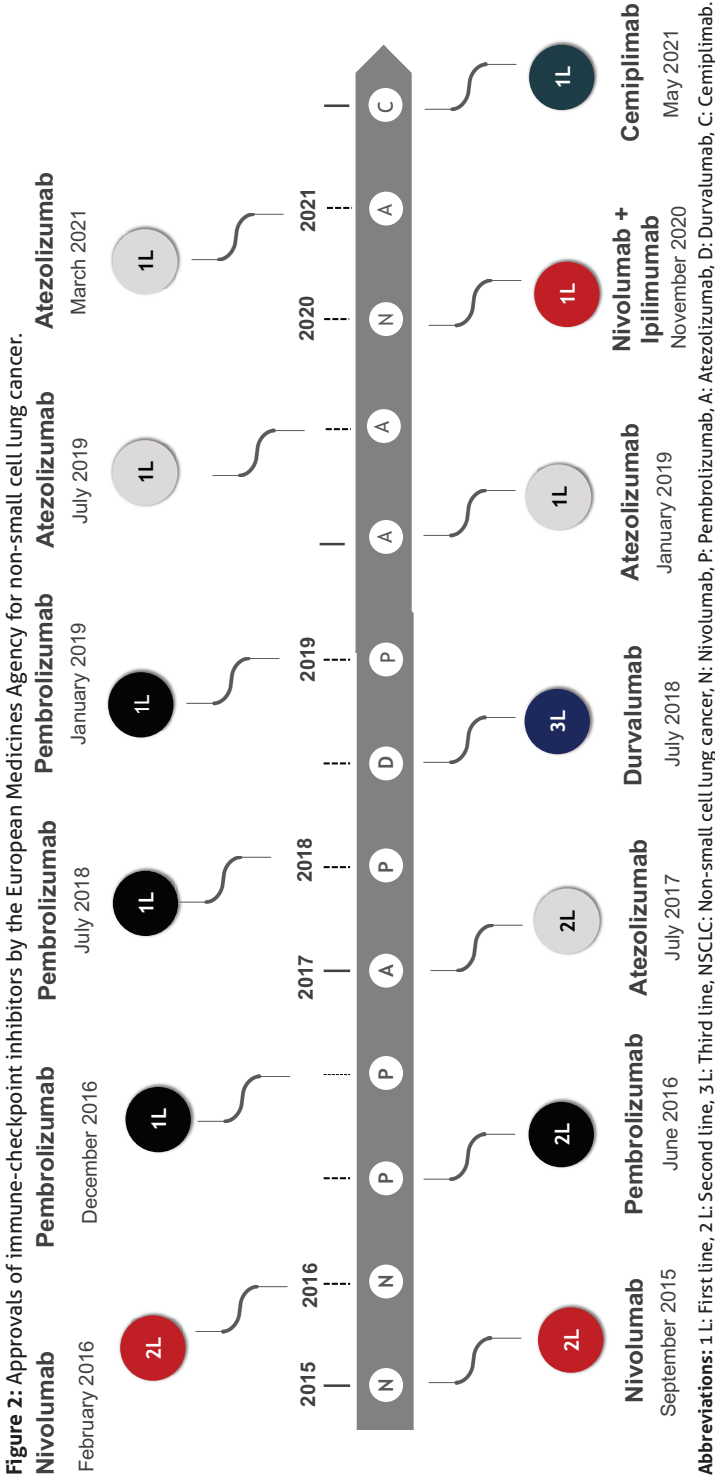 Figure 2: Approvals of immune-checkpoint inhibitors by the European Medicines Agency for non-small cell lung cancer.
Nivolumab
February 2016
2L
Pembrolizumab
December 2016
1L
Pembrolizumab
July 2018
1L
Pembrolizumab
January 2019
1L
Atezolizumab
July 2019
1L
Atezolizumab
March 2021
1L
2015 2016 2017 2018 2019 2020 2021
N N P P A P D P A A N A C
2L
Nivolumab
September 2015
2L
Pembrolizumab
June 2016
2L
Atezolizumab
July 2017
3L
Durvalumab
July 2018
1L
Atezolizumab
January 2019
1L
Nivolumab +
Ipilimumab
November 2020
1L
Cemiplimab
May 2021
Abbreviations: 1 L: First line, 2 L: Second line, 3 L: Third line, NSCLC: Non-small cell lung cancer, N: Nivolumab, P: Pembrolizumab, A: Atezolizumab, D: Durvalumab, C: Cemiplimab.